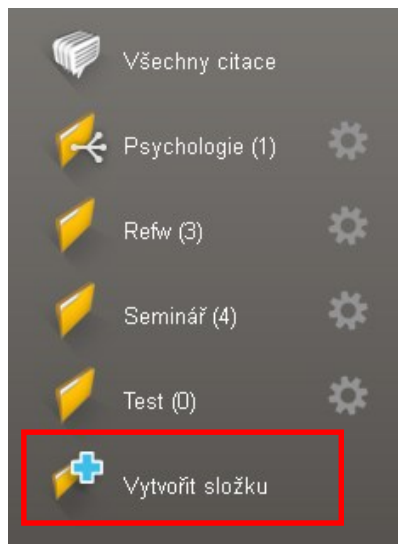 Všechny citace
Psychologie (1)
Refw (3)
Seminář (4)
Test (0)
Vytvořit složku